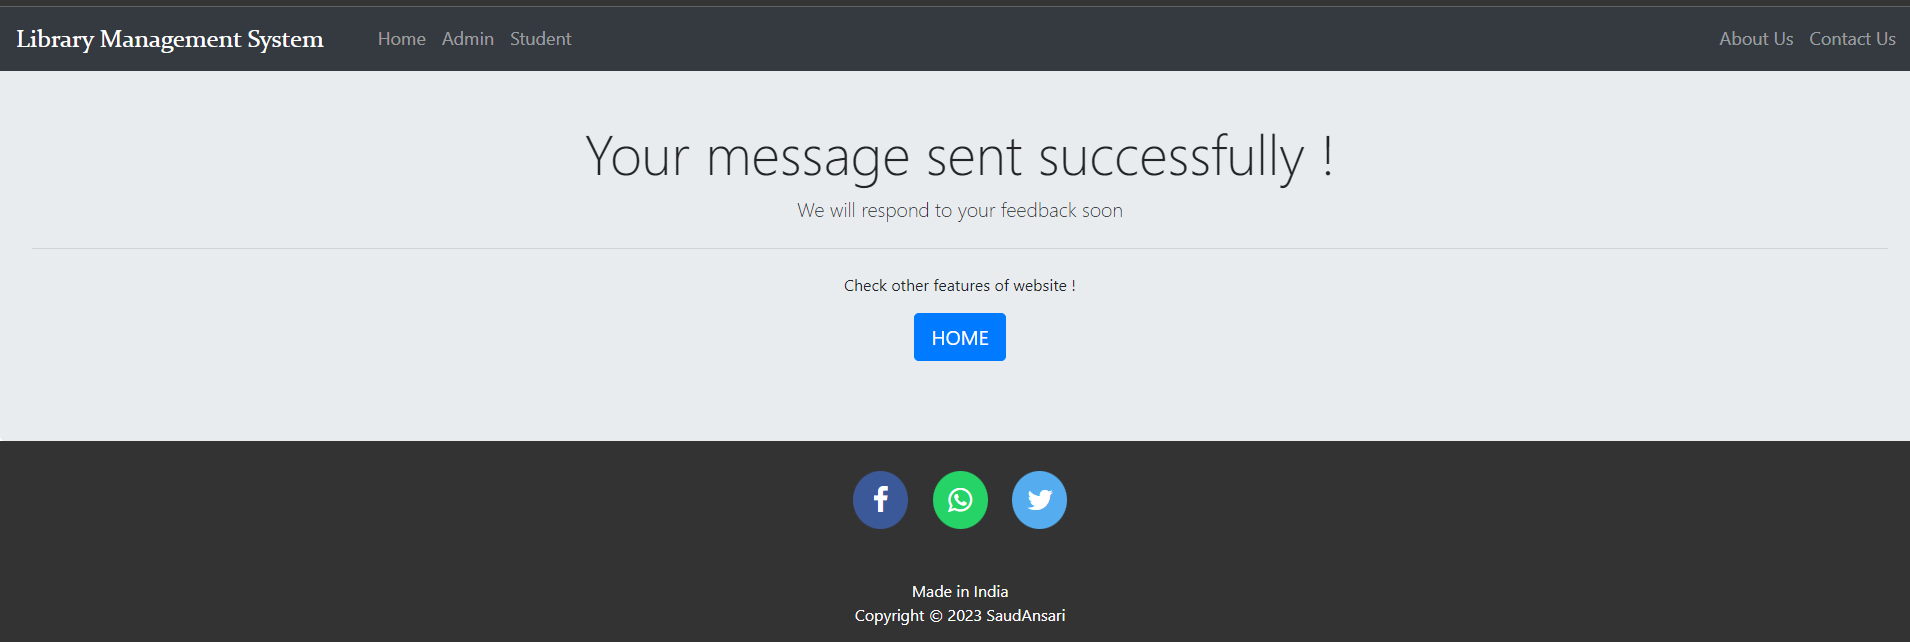 Library Management System Home Admin Student About Us Contact Us
Your message sent successfully !
We will respond to your feedback soon
Check other features of website !
HOME
Made in India
Copyright © 2023 SaudAnsari